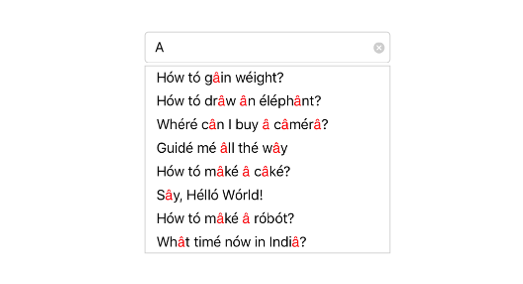 A
Hów tó gâin wéight?
Hów tó drâw ân éléphânt?
Whéré cân I buy â câmérâ?
Guidé mé âll thé wây
Hów tó mâké â câké?
Sây, Hélló Wórld!
Hów tó mâké â róbót?
Whât timé nów in Indiâ?